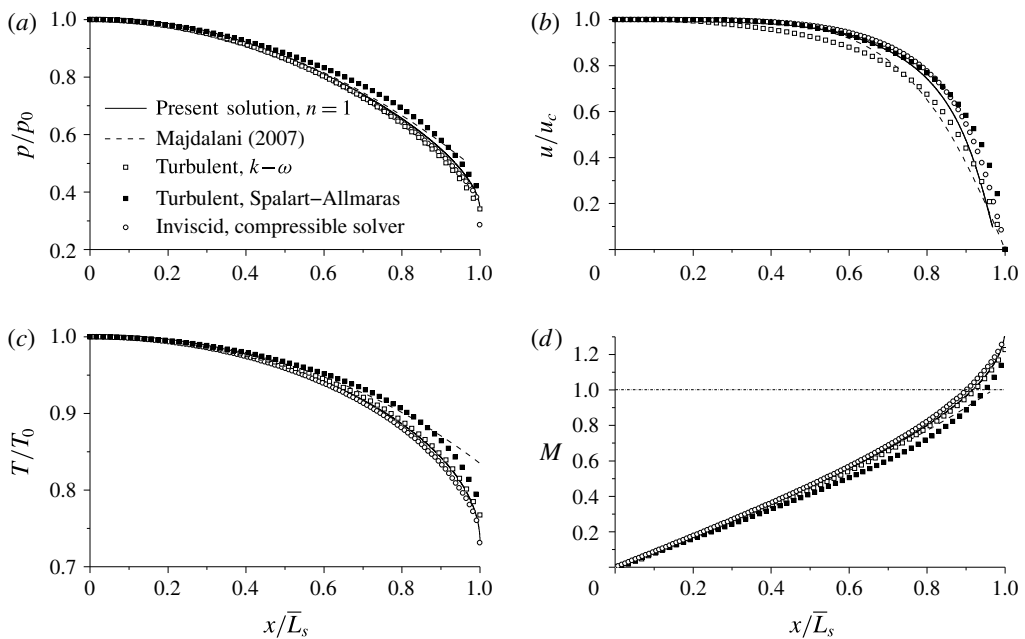 (a)
1.0
0.8
0.6
0.4
0.2
p/p0
Present solution, n = 1
Majdalani (2007)
Turbulent, k−ω
Turbulent, Spalart−Allmaras
Inviscid, compressible solver
0 0.2 0.4 0.6 0.8 1.0
(b)
1.0
0.8
0.6
0.4
0.2
u/uc
0 0.2 0.4 0.6 0.8 1.0
x/L̅s
(c)
1.0
0.9
0.8
0.7
T/T0
0 0.2 0.4 0.6 0.8 1.0
x/L̅s
(d)
1.2
1.0
0.8
0.6
0.4
0.2
M
0 0.2 0.4 0.6 0.8 1.0
x/L̅s